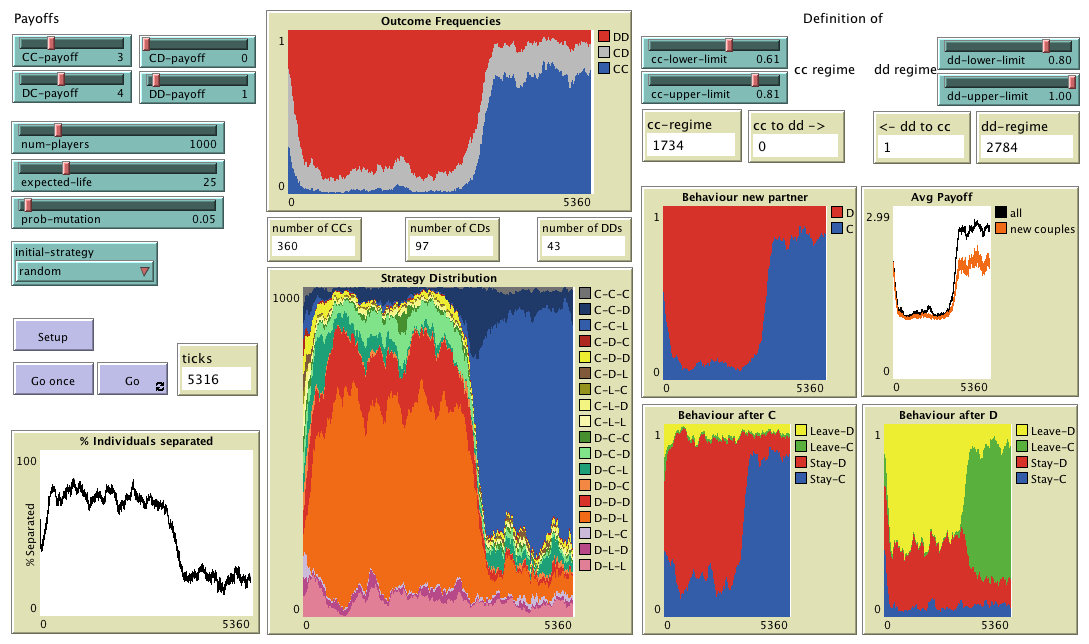 Payoffs
CC-payoff 3
CD-payoff 0
DC-payoff 4
DD-payoff 1
num-players 1000
expected-life 25
prob-mutation 0.05
initial-strategy
random
Setup
Go once
Go
ticks
5316
% Individuals separated
100
% Separated
0
0 5360
Outcome Frequencies
1
0
0 5360
DD
CD
CC
number of CCs
360
number of CDs
97
number of DDs
43
Strategy Distribution
1000
0
0 5360
C-C-C
C-C-D
C-C-L
C-D-C
C-D-D
C-D-L
C-L-C
C-L-D
C-L-L
D-C-C
D-C-D
D-C-L
D-D-C
D-D-D
D-D-L
D-L-C
D-L-D
D-L-L
Definition of
cc-lower-limit 0.61
cc-upper-limit 0.81
cc regime
dd regime
dd-lower-limit 0.80
dd-upper-limit 1.00
cc-regime
1734
cc to dd ->
0
<- dd to cc
1
dd-regime
2784
Behaviour new partner
1
0
0 5360
D
C
Avg Payoff
2.99
0
0 5360
all
new couples
Behaviour after C
1
0
0 5360
Leave-D
Leave-C
Stay-D
Stay-C
Behaviour after D
1
0
0 5360
Leave-D
Leave-C
Stay-D
Stay-C